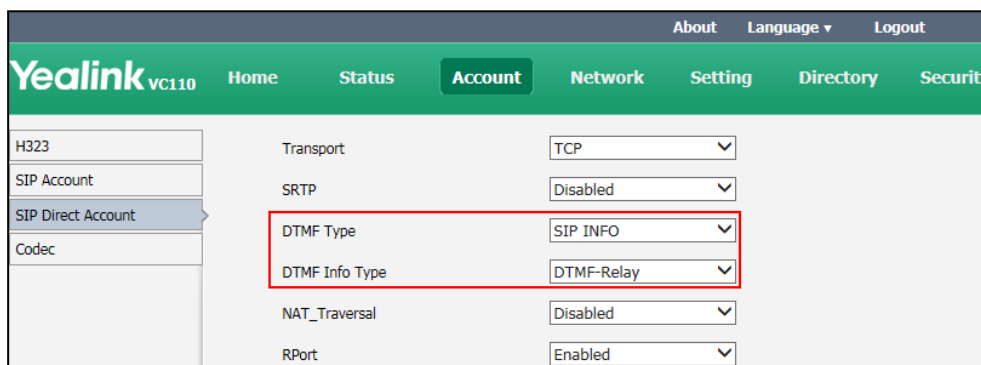 About Language ▾ Logout
Yealink VC110 Home Status Account Network Setting Directory Securit
H323
SIP Account
SIP Direct Account
Codec
Transport TCP
SRTP Disabled
DTMF Type SIP INFO
DTMF Info Type DTMF-Relay
NAT_Traversal Disabled
RPort Enabled